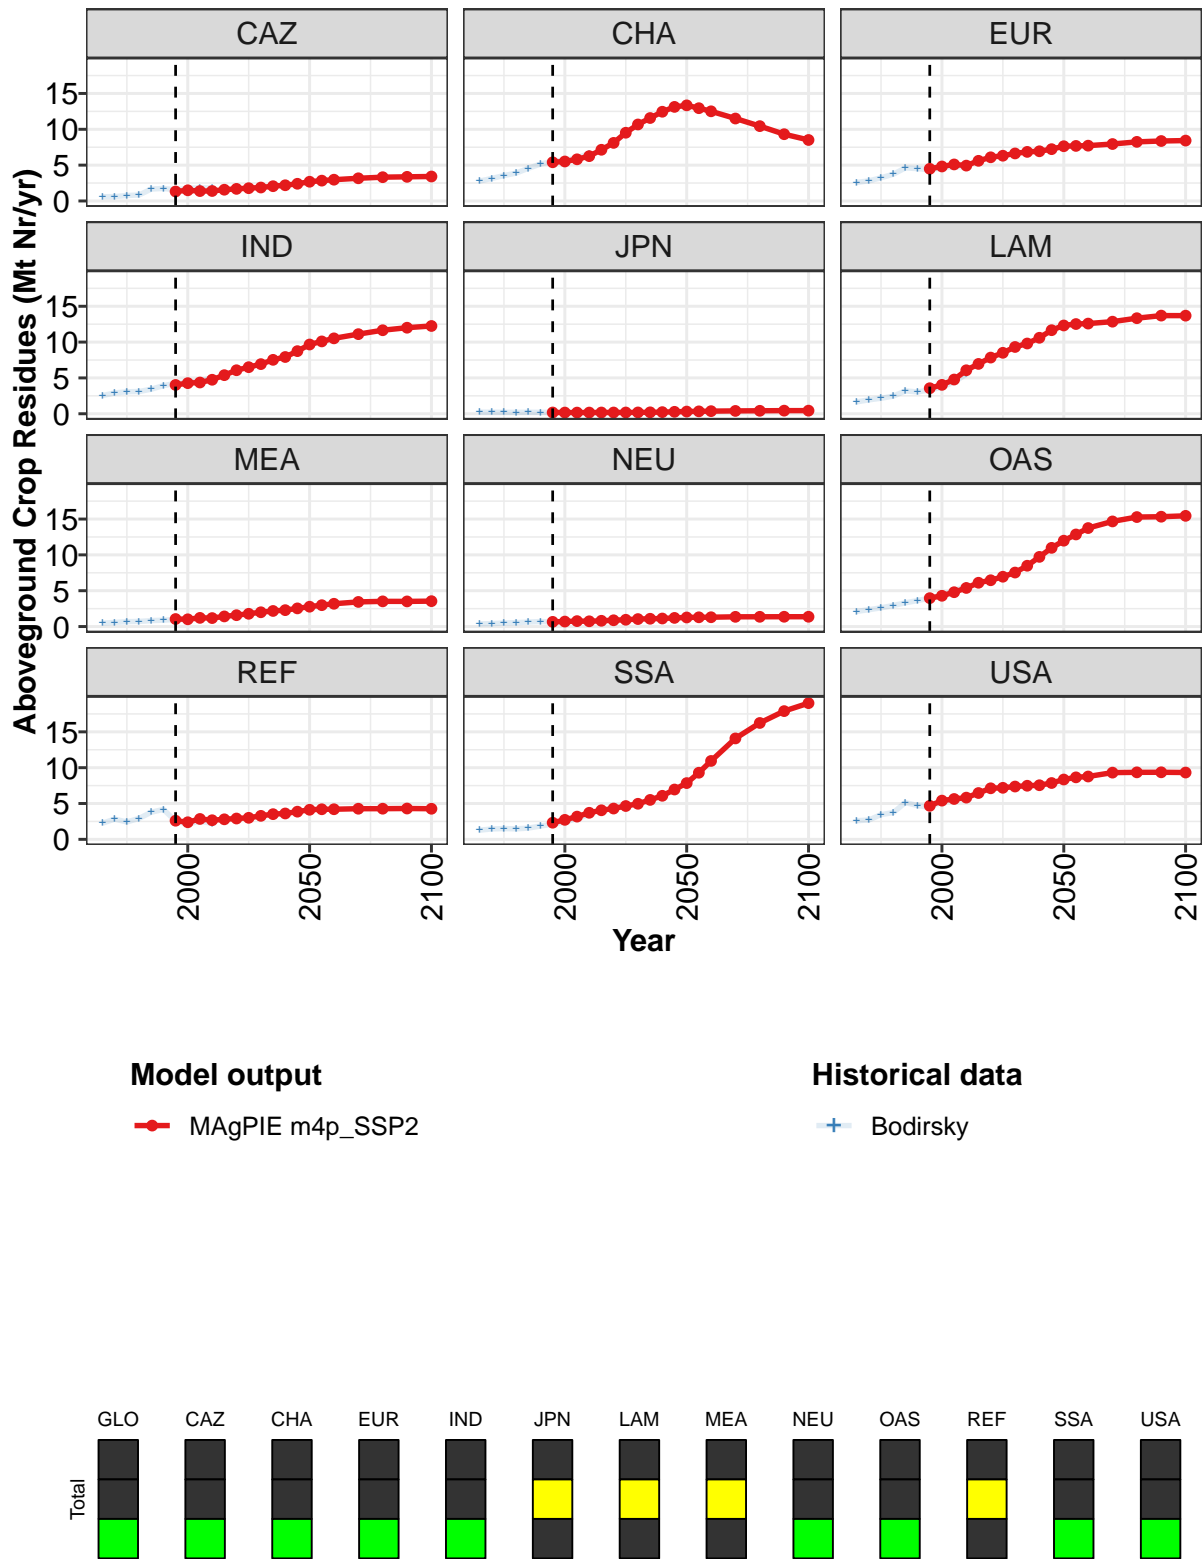 CAZ CHA EUR
15
10
5
0
IND JPN LAM
15
10
5
0
MEA NEU OAS
15
10
5
0
REF SSA USA
15
10
5
0
Aboveground Crop Residues (Mt Nr/yr)
2000 2050 2100 2000 2050 2100 2000 2050 2100
Year
Model output
MAgPIE m4p_SSP2
Historical data
Bodirsky
GLO CAZ CHA EUR IND JPN LAM MEA NEU OAS REF SSA USA
Total